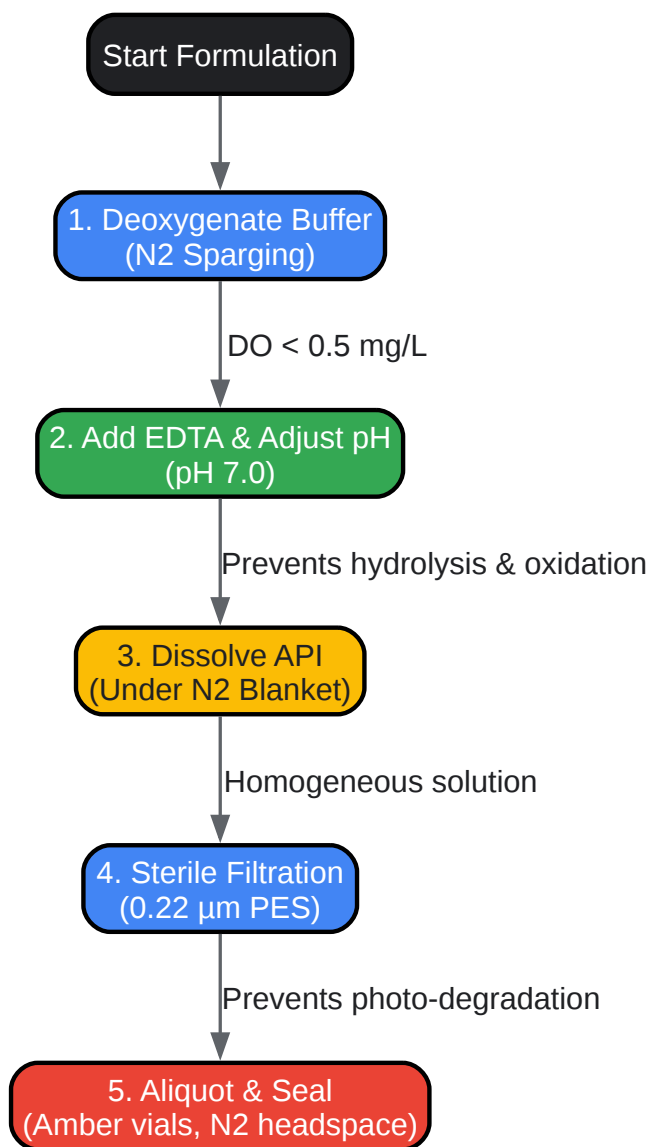 Start Formulation
1. Deoxygenate Buffer
(N2 Sparging)
DO < 0.5 mg/L
2. Add EDTA & Adjust pH
(pH 7.0)
Prevents hydrolysis & oxidation
3. Dissolve API
(Under N2 Blanket)
Homogeneous solution
4. Sterile Filtration
(0.22 µm PES)
Prevents photo-degradation
5. Aliquot & Seal
(Amber vials, N2 headspace)